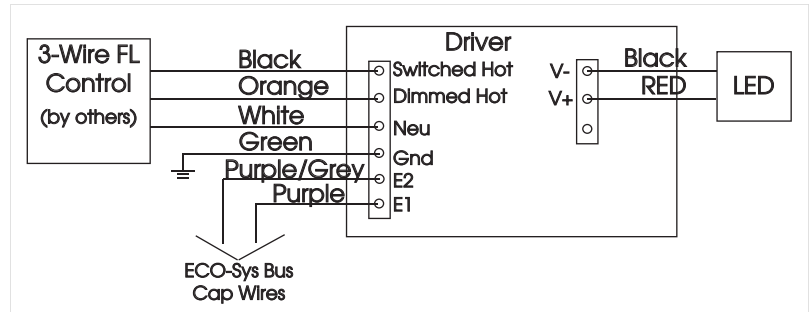 3-Wire FL
Control
(by others)
Black
Orange
White
Green
Purple/Grey
Purple
ECO-Sys Bus
Cap Wires
Driver
Switched Hot
Dimmed Hot
Neu
Gnd
E2
E1
V-
V+
Black
RED
LED